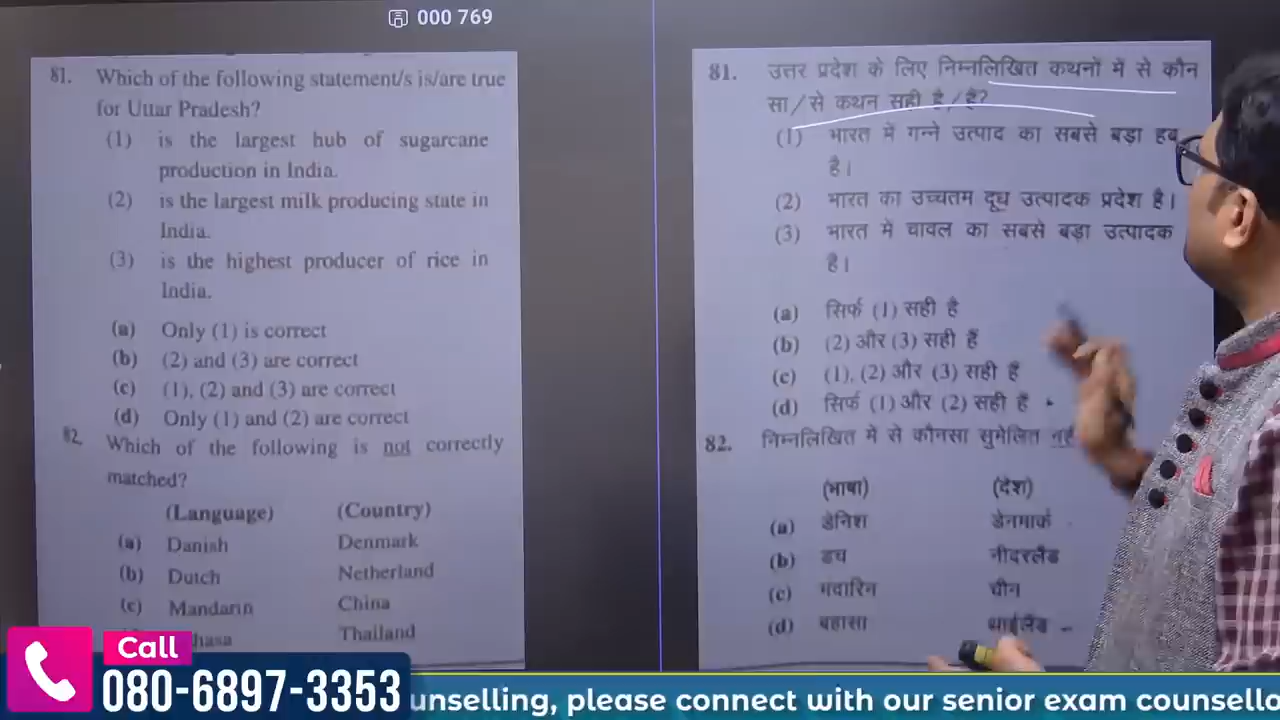 000 769
81. Which of the following statement/s is/are true
for Uttar Pradesh?
(1) is the largest hub of sugarcane
production in India.
(2) is the largest milk producing state in
India.
(3) is the highest producer of rice in
India.
(a) Only (1) is correct
(b) (2) and (3) are correct
(c) (1), (2) and (3) are correct
(d) Only (1) and (2) are correct
82. Which of the following is not correctly
matched?
(Language) (Country)
(a) Danish Denmark
(b) Dutch Netherland
(c) Mandarin China
hasa Thailand
81. उत्तर प्रदेश के लिए निम्नलिखित कथनों में से कौन
सा/से कथन सही है/हैं?
(1) भारत में गन्ने उत्पाद का सबसे बड़ा हब
है।
(2) भारत का उच्चतम दूध उत्पादक प्रदेश है।
(3) भारत में चावल का सबसे बड़ा उत्पादक
है।
(a) सिर्फ (1) सही है
(b) (2) और (3) सही हैं
(c) (1), (2) और (3) सही हैं
(d) सिर्फ (1) और (2) सही हैं
82. निम्नलिखित में से कौनसा सुमेलित
(भाषा) (देश)
(a) डेनिश डेनमार्क
(b) डच नीदरलैंड
(c) मंदारिन चीन
(d) बहासा थाईलैंड
Call
080-6897-3353
unselling, please connect with our senior exam counsello